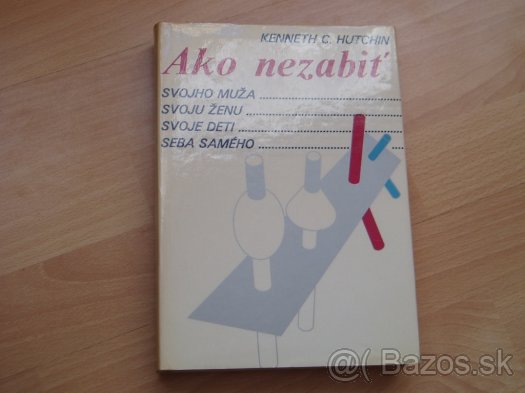 KENNETH C. HUTCHIN
Ako nezabiť
SVOJHO MUŽA ....................
SVOJU ŽENU ....................
SVOJE DETI ....................
SEBA SAMÉHO ....................
@( Bazos.sk